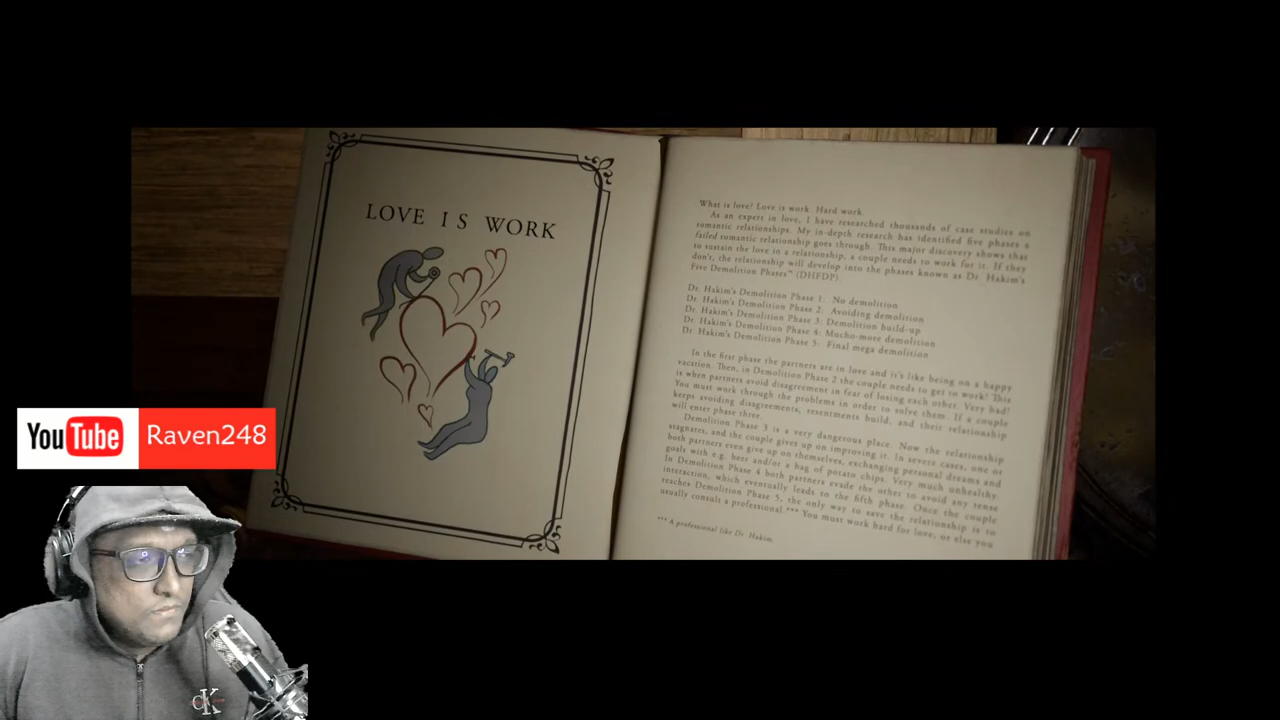 LOVE IS WORK
What is love? Love is work. Hard work.
As an expert in love, I have researched thousands of case studies on
romantic relationships. My in-depth research has identified five phases a
failed romantic relationship goes through. This major discovery shows that
to sustain the love in a relationship, a couple needs to work for it. If they
don't, the relationship will develop into the phases known as Dr. Hakim's
Five Demolition Phases™ (DHFDP).
Dr. Hakim's Demolition Phase 1: No demolition
Dr. Hakim's Demolition Phase 2: Avoiding demolition
Dr. Hakim's Demolition Phase 3: Demolition build-up
Dr. Hakim's Demolition Phase 4: Mucho-more demolition
Dr. Hakim's Demolition Phase 5: Final mega demolition
In the first phase the partners are in love and it's like being on a happy
vacation. Then, in Demolition Phase 2 the couple needs to get to work! This
is when partners avoid disagreement in fear of losing each other. Very bad!
You must work through the problems in order to solve them. If a couple
keeps avoiding disagreements, resentments build, and their relationship
will enter phase three.
Demolition Phase 3 is a very dangerous place. Now the relationship
stagnates, and the couple gives up on improving it. In severe cases, one or
both partners even give up on themselves, exchanging personal dreams and
goals with e.g. beer and/or a bag of potato chips. Very much unhealthy.
In Demolition Phase 4 both partners evade the other to avoid any tense
interaction, which eventually leads to the fifth phase. Once the couple
reaches Demolition Phase 5, the only way to save the relationship is to
usually consult a professional.*** You must work hard for love, or else you
*** A professional like Dr. Hakim.
YouTube Raven248
cK